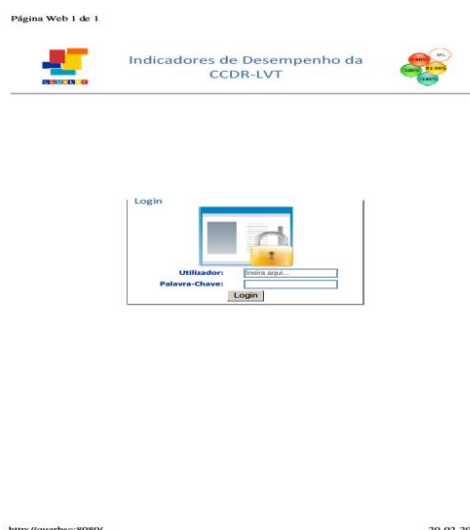 Página Web 1 de 1
Indicadores de Desempenho da
CCDR-LVT
Login
Utilizador: Insira aqui...
Palavra-Chave:
Login